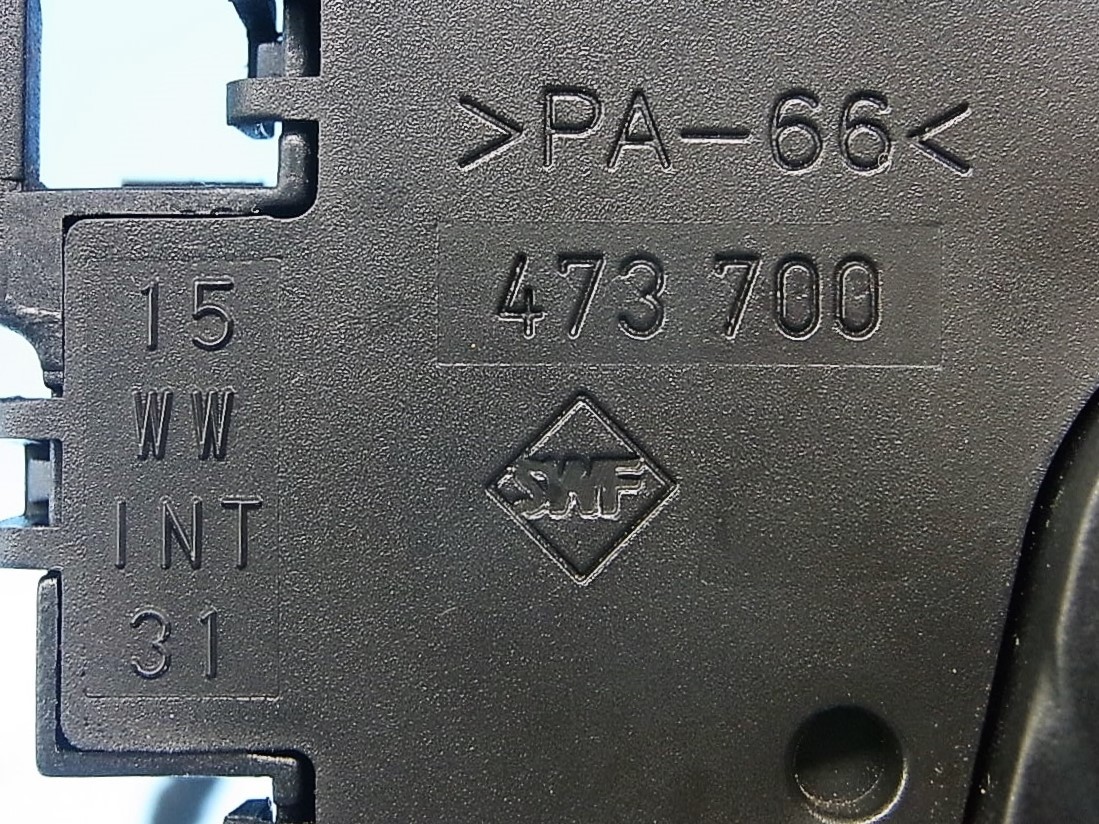 >PA-66<
473 700
SWF
15
WW
INT
31